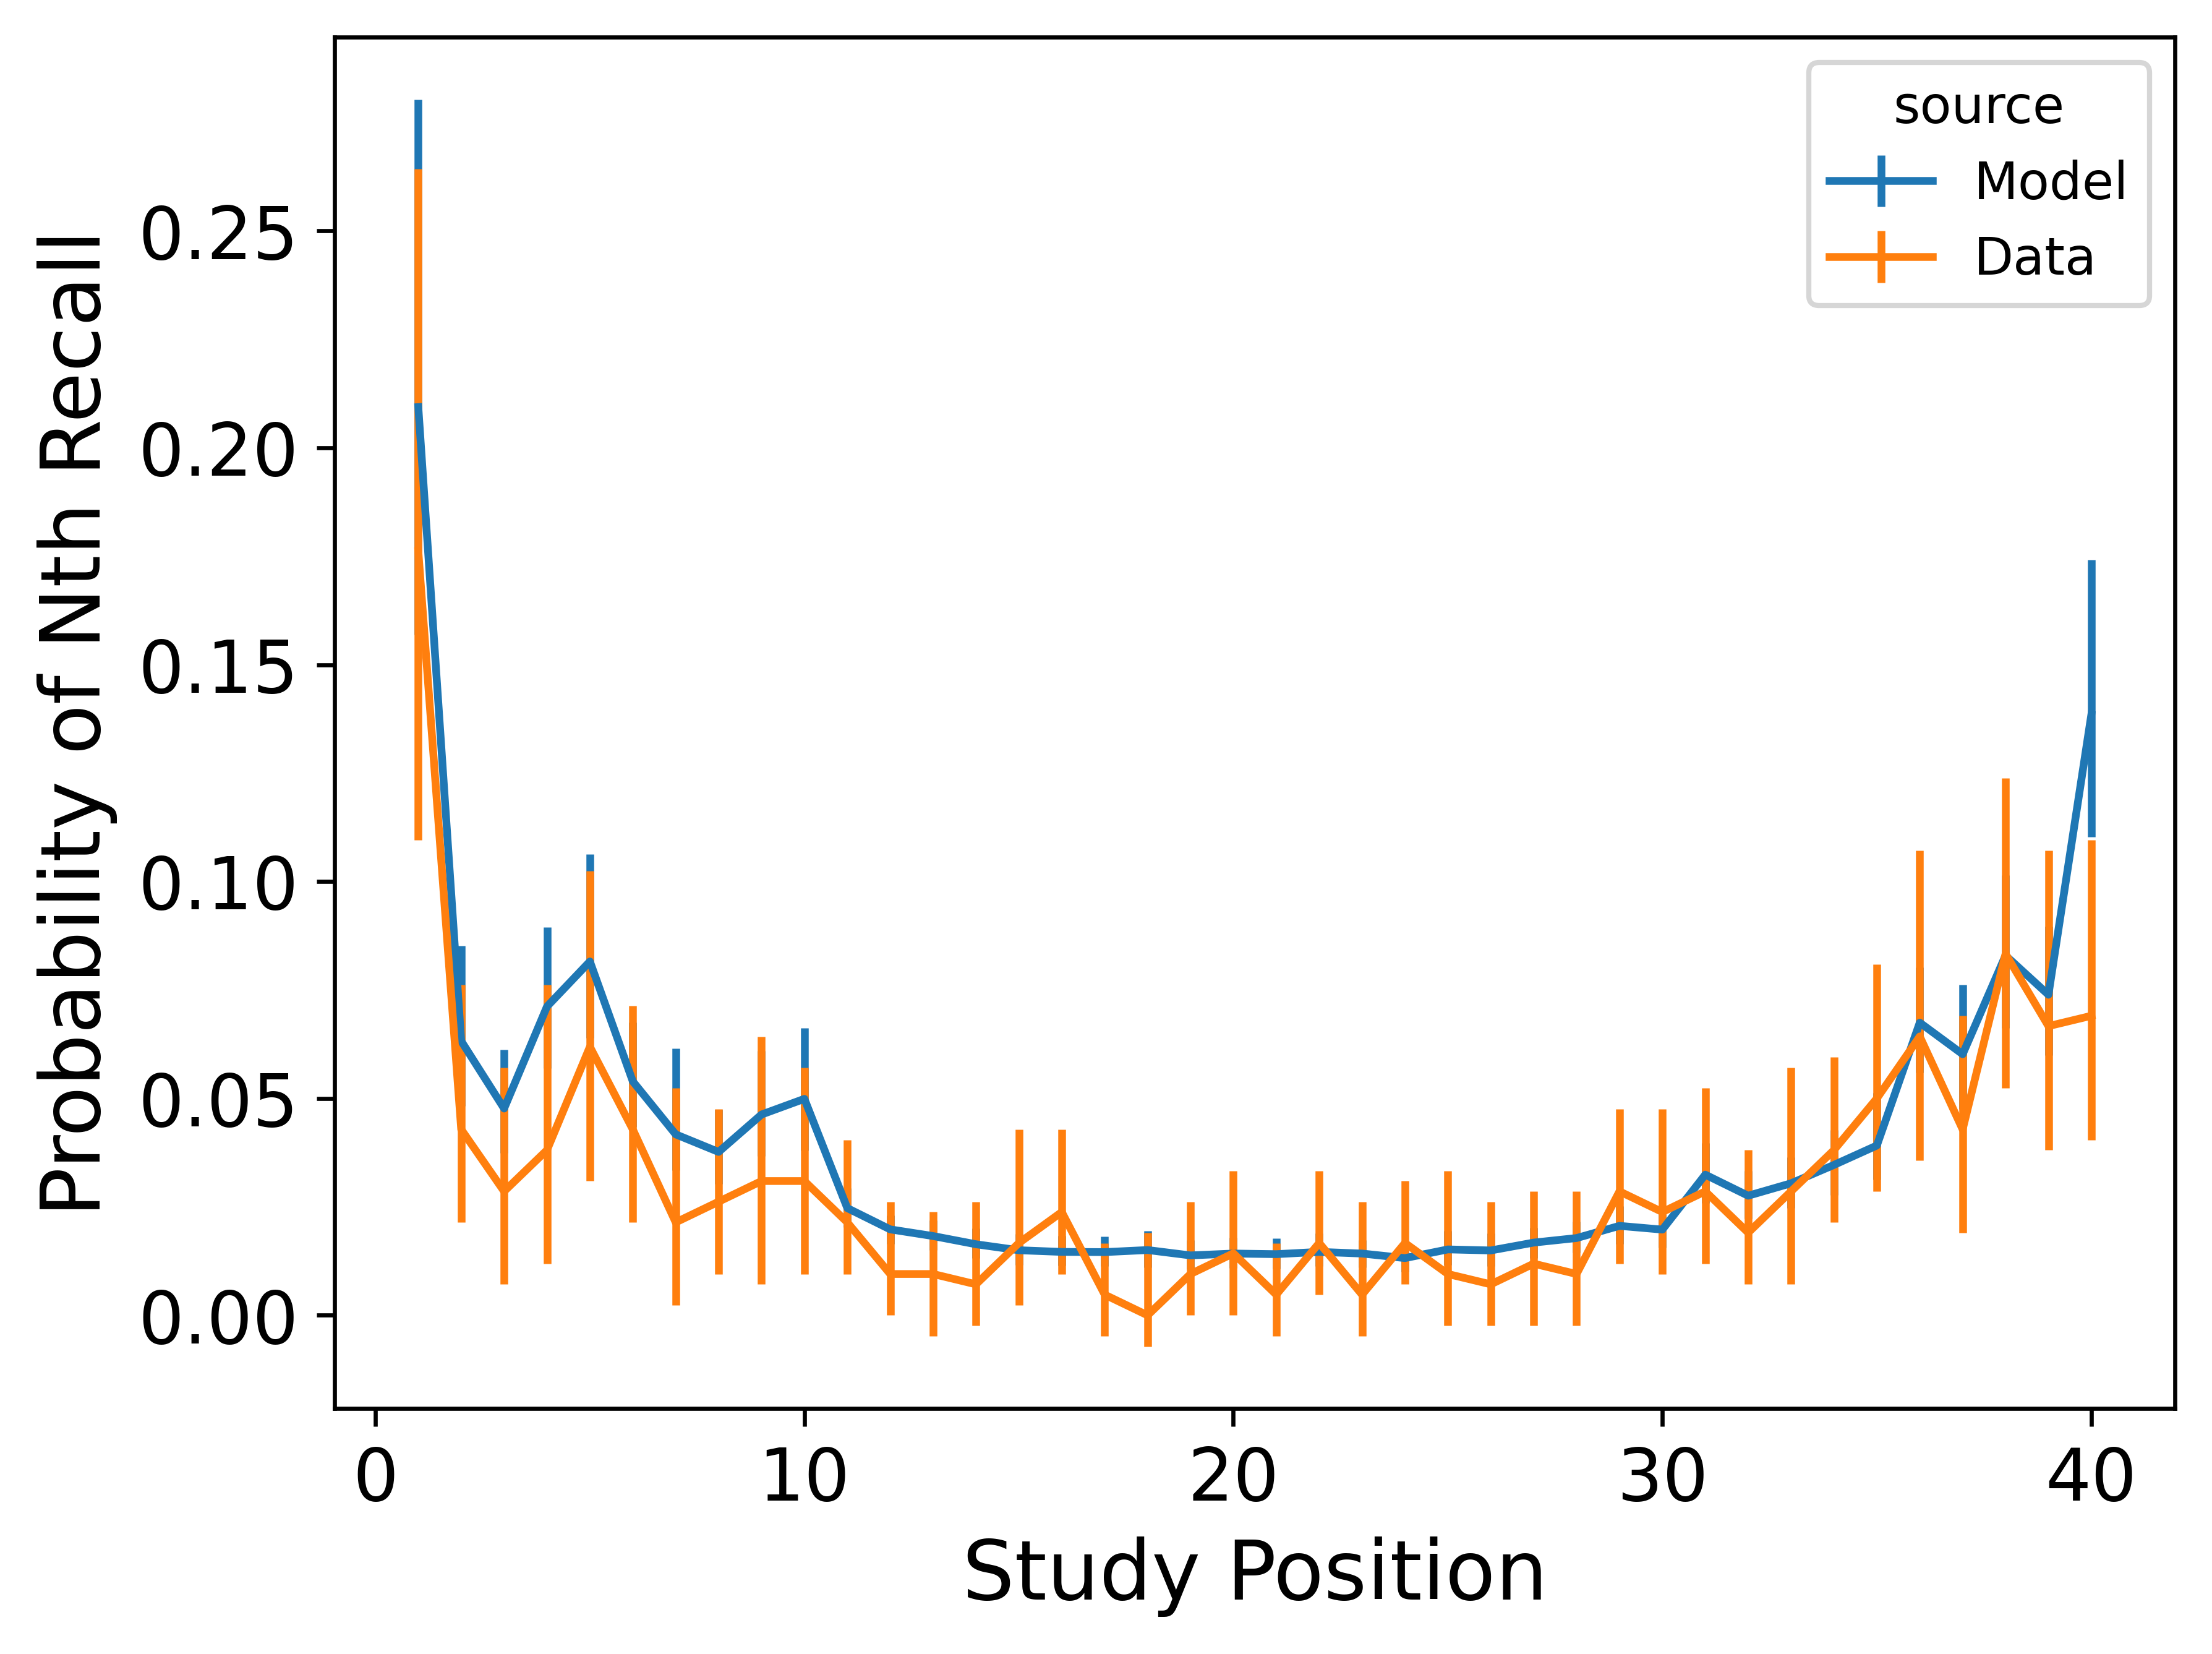 source
Model
Data
Probability of Nth Recall
0.25
0.20
0.15
0.10
0.05
0.00
0 10 20 30 40
Study Position